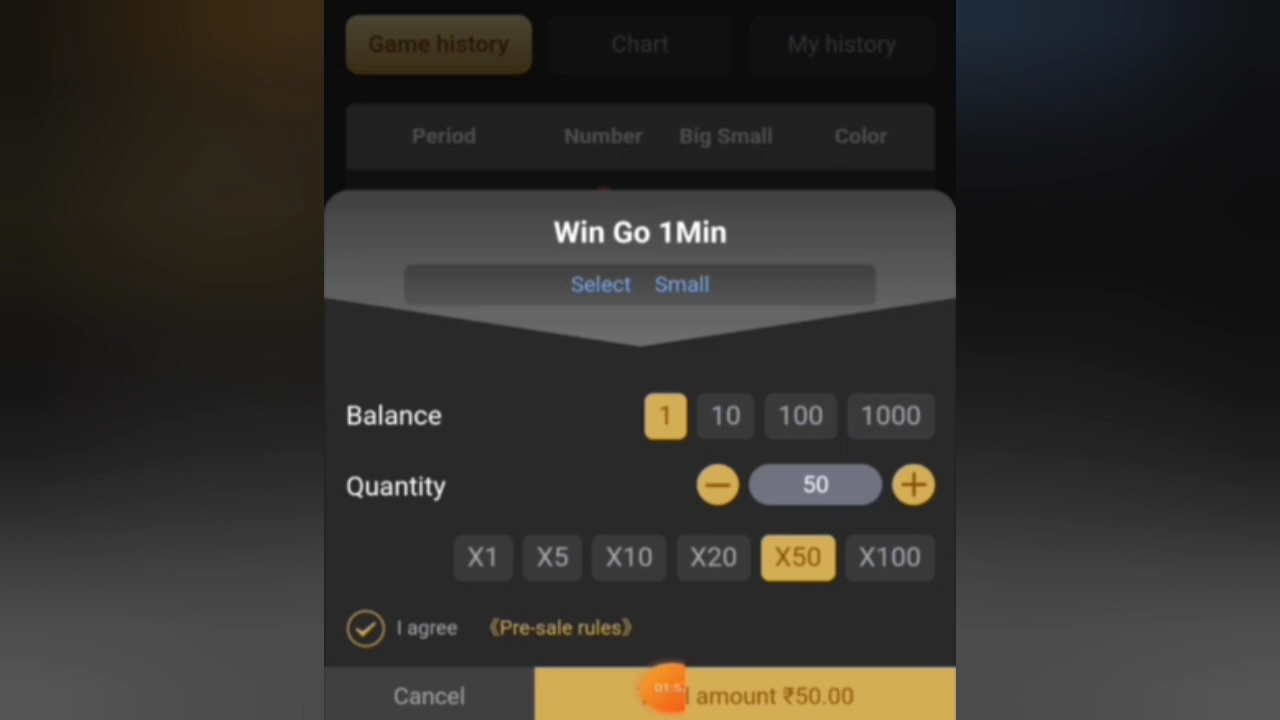 Game history Chart My history
Period Number Big Small Color
Win Go 1Min
Select Small
Balance 1 10 100 1000
Quantity 50
X1 X5 X10 X20 X50 X100
I agree 《Pre-sale rules》
Cancel amount ₹50.00